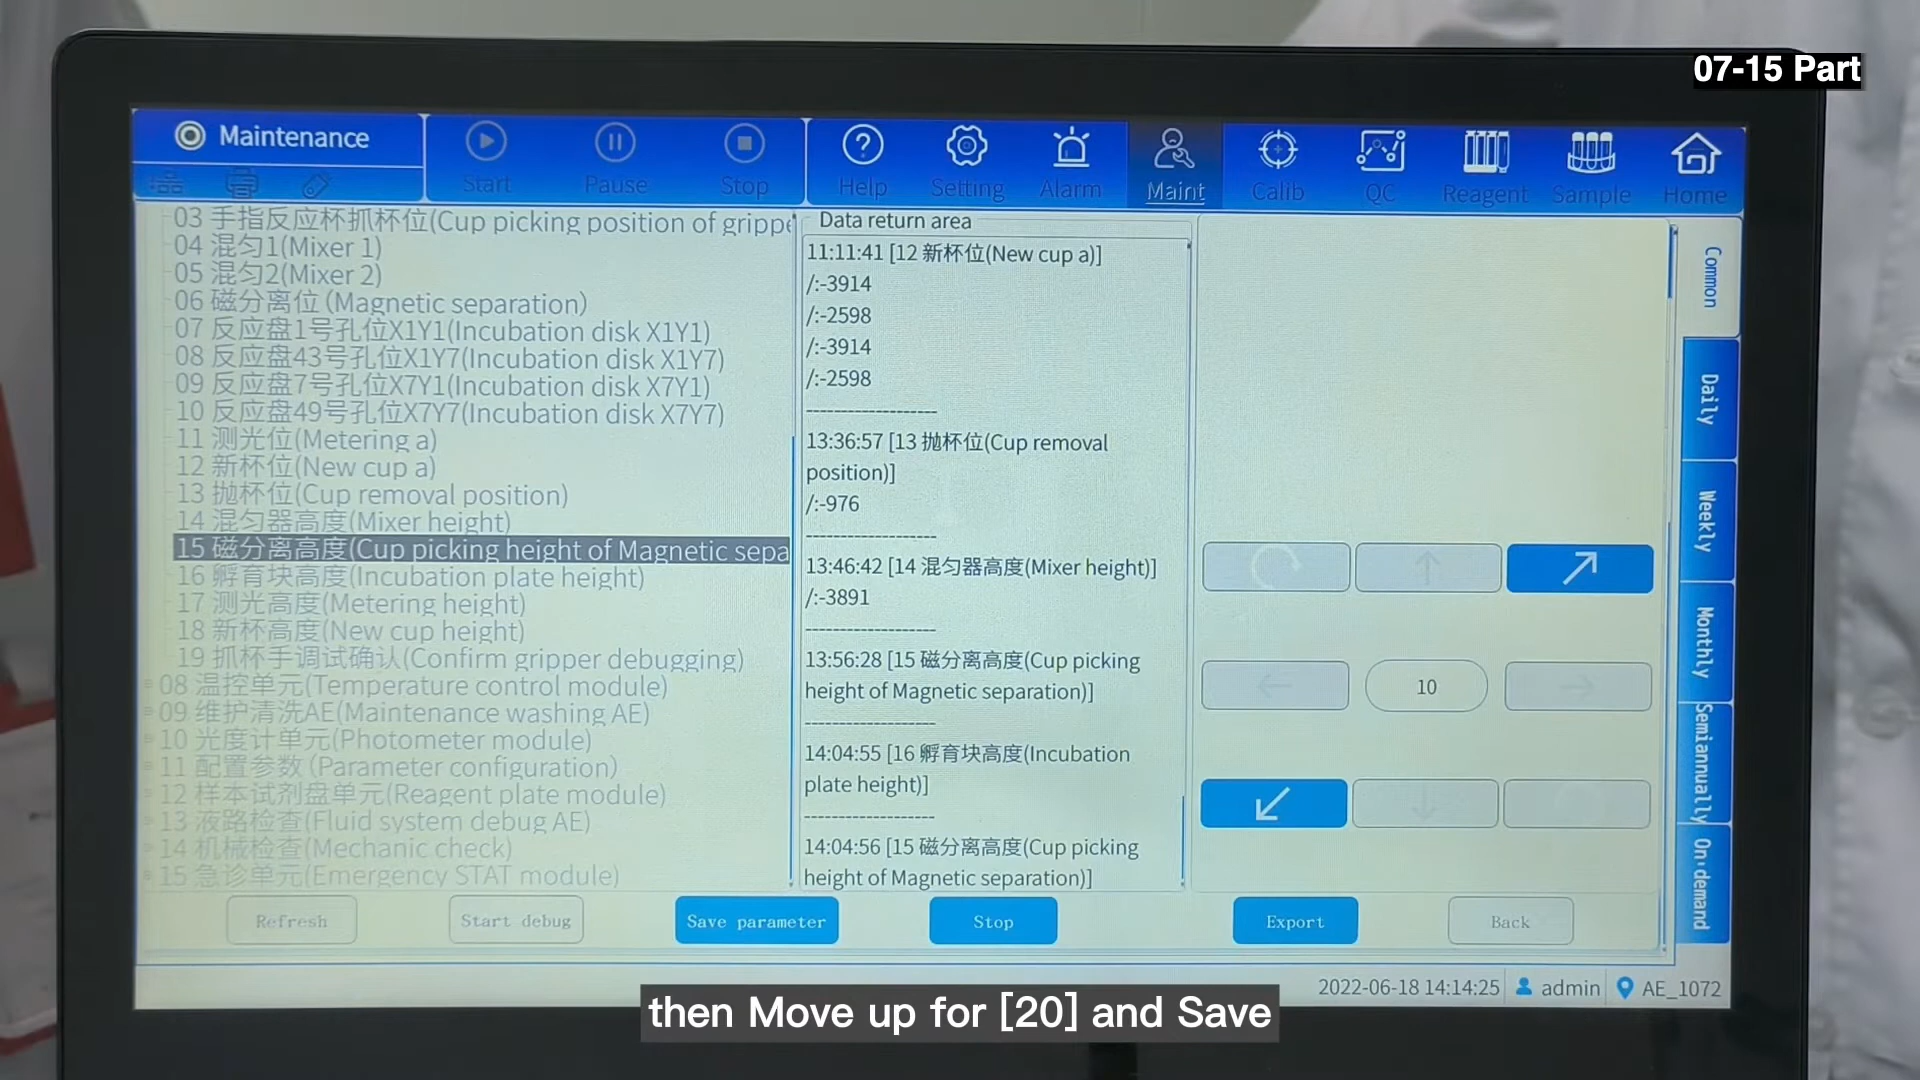 07-15 Part
Maintenance
Start
Pause
Stop
Help
Setting
Alarm
Maint
Calib
QC
Reagent
Sample
Home
03 手指反应杯抓杯位(Cup picking position of grippe
04 混匀1(Mixer 1)
05 混匀2(Mixer 2)
06 磁分离位(Magnetic separation)
07 反应盘1号孔位X1Y1(Incubation disk X1Y1)
08 反应盘43号孔位X1Y7(Incubation disk X1Y7)
09 反应盘7号孔位X7Y1(Incubation disk X7Y1)
10 反应盘49号孔位X7Y7(Incubation disk X7Y7)
11 测光位(Metering a)
12 新杯位(New cup a)
13 抛杯位(Cup removal position)
14 混匀器高度(Mixer height)
15 磁分离高度(Cup picking height of Magnetic sepa
16 孵育块高度(Incubation plate height)
17 测光高度(Metering height)
18 新杯高度(New cup height)
19 抓杯手调试确认(Confirm gripper debugging)
08 温控单元(Temperature control module)
09 维护清洗AE(Maintenance washing AE)
10 光度计单元(Photometer module)
11 配置参数(Parameter configuration)
12 样本试剂盘单元(Reagent plate module)
13 液路检查(Fluid system debug AE)
14 机械检查(Mechanic check)
15 急诊单元(Emergency STAT module)
Data return area
11:11:41 [12 新杯位(New cup a)]
/:-3914
/:-2598
/:-3914
/:-2598
-------------------
13:36:57 [13 抛杯位(Cup removal
position)]
/:-976
-------------------
13:46:42 [14 混匀器高度(Mixer height)]
/:-3891
-------------------
13:56:28 [15 磁分离高度(Cup picking
height of Magnetic separation)]
-------------------
14:04:55 [16 孵育块高度(Incubation
plate height)]
-------------------
14:04:56 [15 磁分离高度(Cup picking
height of Magnetic separation)]
10
Common
Daily
Weekly
Monthly
Semiannually
On-demand
Refresh
Start debug
Save parameter
Stop
Export
Back
2022-06-18 14:14:25
admin
AE_1072
then Move up for [20] and Save